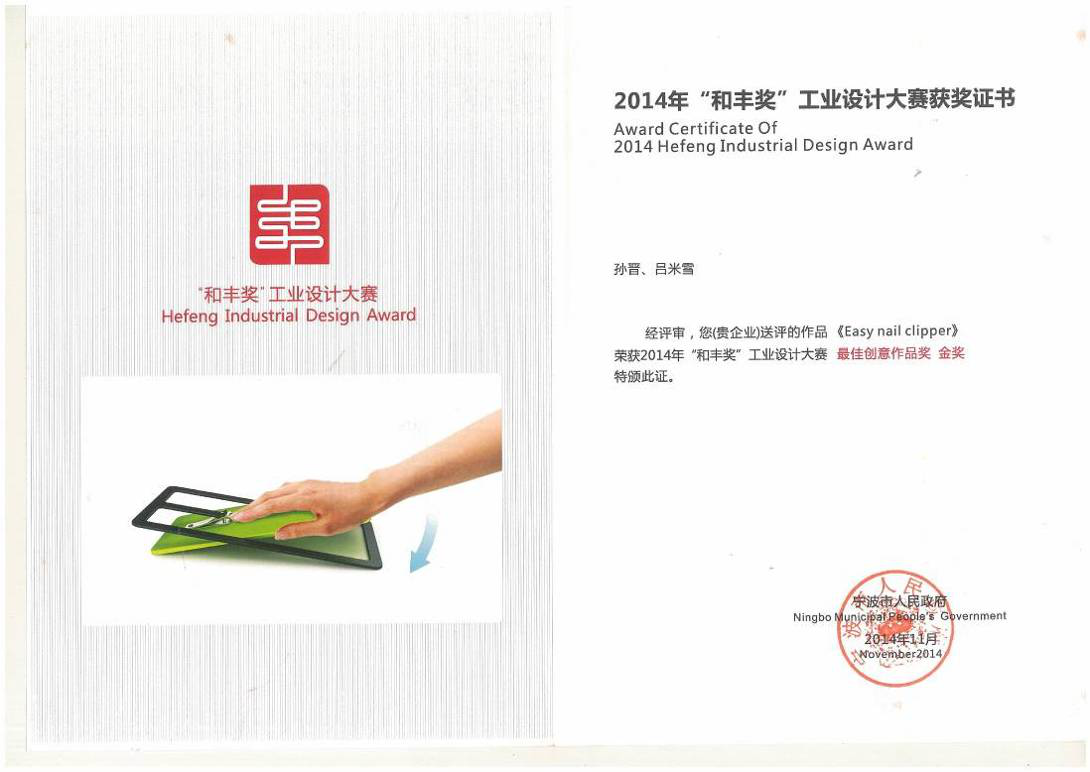 “和丰奖”工业设计大赛
Hefeng Industrial Design Award
2014年“和丰奖”工业设计大赛获奖证书
Award Certificate Of
2014 Hefeng Industrial Design Award
孙晋、吕米雪
经评审，您(贵企业)送评的作品《Easy nail clipper》
荣获2014年“和丰奖”工业设计大赛 最佳创意作品奖 金奖
特颁此证。
宁波市人民政府
Ningbo Municipal People's Government
2014年11月
November2014